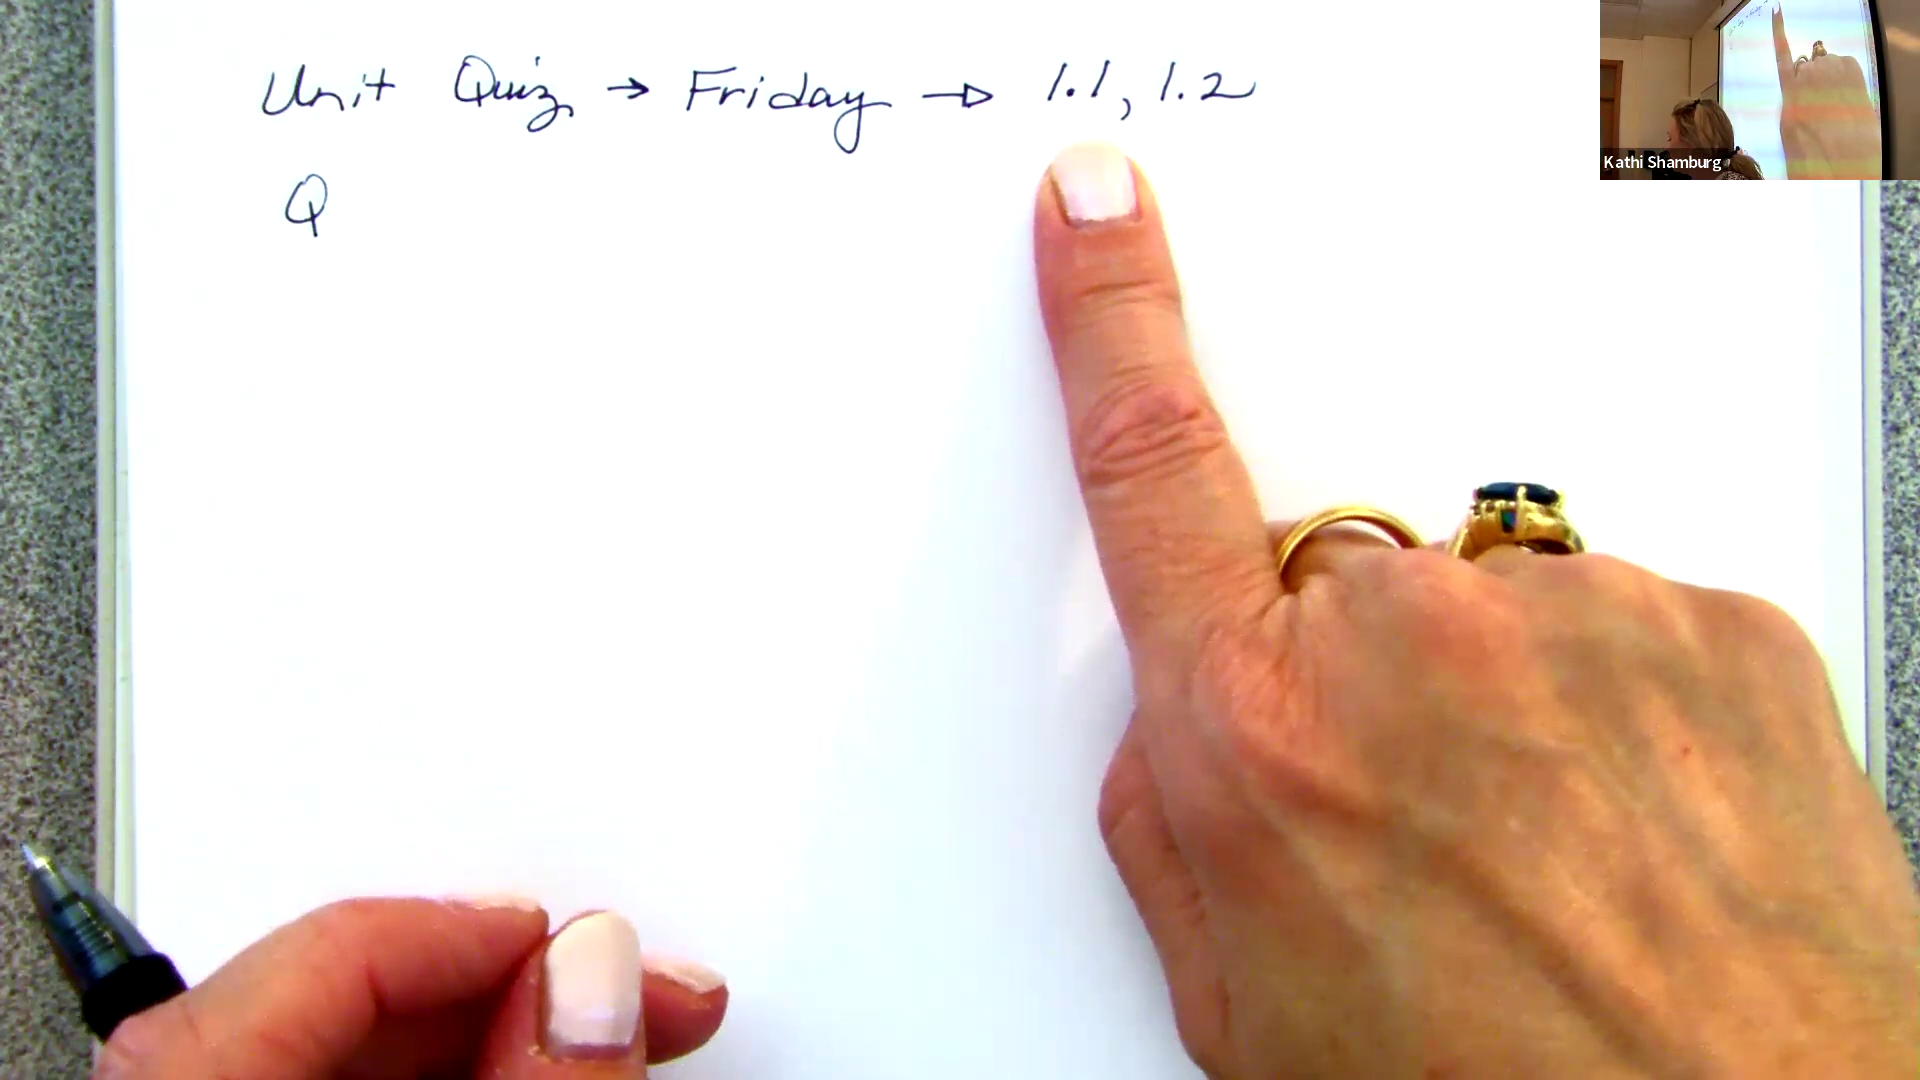 Unit Quiz → Friday → 1.1, 1.2
Q
Kathi Shamburg